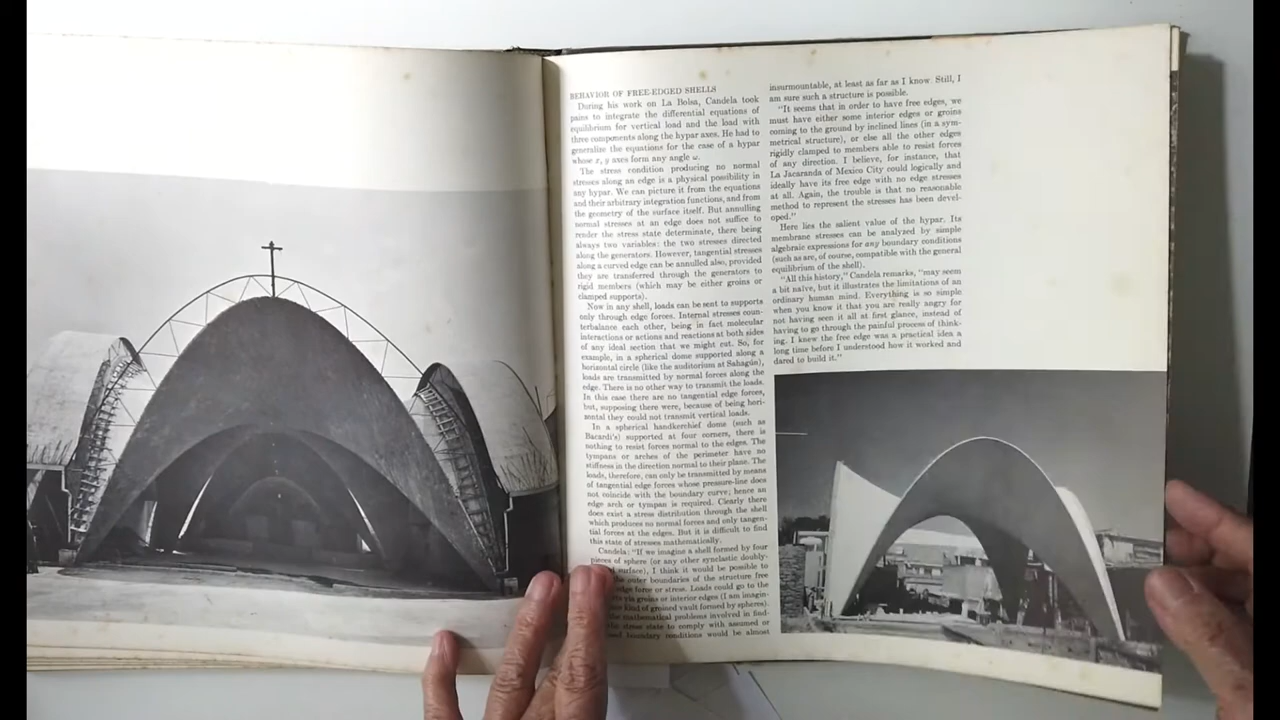 BEHAVIOR OF FREE-EDGED SHELLS
During his work on La Bolsa, Candela took
pains to integrate the differential equations of
equilibrium for vertical load and the load with
three components along the hypar axes. He had to
generalize the equations for the case of a hypar
whose x, y axes form any angle ω.
The stress condition producing no normal
stresses along an edge is a physical possibility in
any hypar. We can picture it from the equations
and their arbitrary integration functions, and from
the geometry of the surface itself. But annulling
normal stresses at an edge does not suffice to
render the stress state determinate, there being
always two variables: the two stresses directed
along the generators. However, tangential stresses
along a curved edge can be annulled also, provided
they are transferred through the generators to
rigid members (which may be either groins or
clamped supports).
Now in any shell, loads can be sent to supports
only through edge forces. Internal stresses coun-
terbalance each other, being in fact molecular
interactions or actions and reactions at both sides
of any ideal section that we might cut. So, for
example, in a spherical dome supported along a
horizontal circle (like the auditorium at Sahagún),
loads are transmitted by normal forces along the
edge. There is no other way to transmit the loads.
In this case there are no tangential edge forces,
but, supposing there were, because of being hori-
zontal they could not transmit vertical loads.
In a spherical handkerchief dome (such as
Bacardi's) supported at four corners, there is
nothing to resist forces normal to the edges. The
tympans or arches of the perimeter have no
stiffness in the direction normal to their plane. The
loads, therefore, can only be transmitted by means
of tangential edge forces whose pressure-line does
not coincide with the boundary curve; hence an
edge arch or tympan is required. Clearly there
does exist a stress distribution through the shell
which produces no normal forces and only tangen-
tial forces at the edges. But it is difficult to find
this state of stresses mathematically.
Candela: "If we imagine a shell formed by four
pieces of sphere (or any other synclastic doubly-
surface), I think it would be possible to
the outer boundaries of the structure free
edge force or stress. Loads could go to the
via groins or interior edges (I am imagin-
kind of groined vault formed by spheres).
mathematical problems involved in find-
stress state to comply with assumed or
boundary conditions would be almost
insurmountable, at least as far as I know. Still, I
am sure such a structure is possible.
"It seems that in order to have free edges, we
must have either some interior edges or groins
coming to the ground by inclined lines (in a sym-
metrical structure), or else all the other edges
rigidly clamped to members able to resist forces
of any direction. I believe, for instance, that
La Jacaranda of Mexico City could logically and
ideally have its free edge with no edge stresses
at all. Again, the trouble is that no reasonable
method to represent the stresses has been devel-
oped."
Here lies the salient value of the hypar. Its
membrane stresses can be analyzed by simple
algebraic expressions for any boundary conditions
(such as are, of course, compatible with the general
equilibrium of the shell).
"All this history," Candela remarks, "may seem
a bit naïve, but it illustrates the limitations of an
ordinary human mind. Everything is so simple
when you know it that you are really angry for
not having seen it all at first glance, instead of
having to go through the painful process of think-
ing. I knew the free edge was a practical idea a
long time before I understood how it worked and
dared to build it."